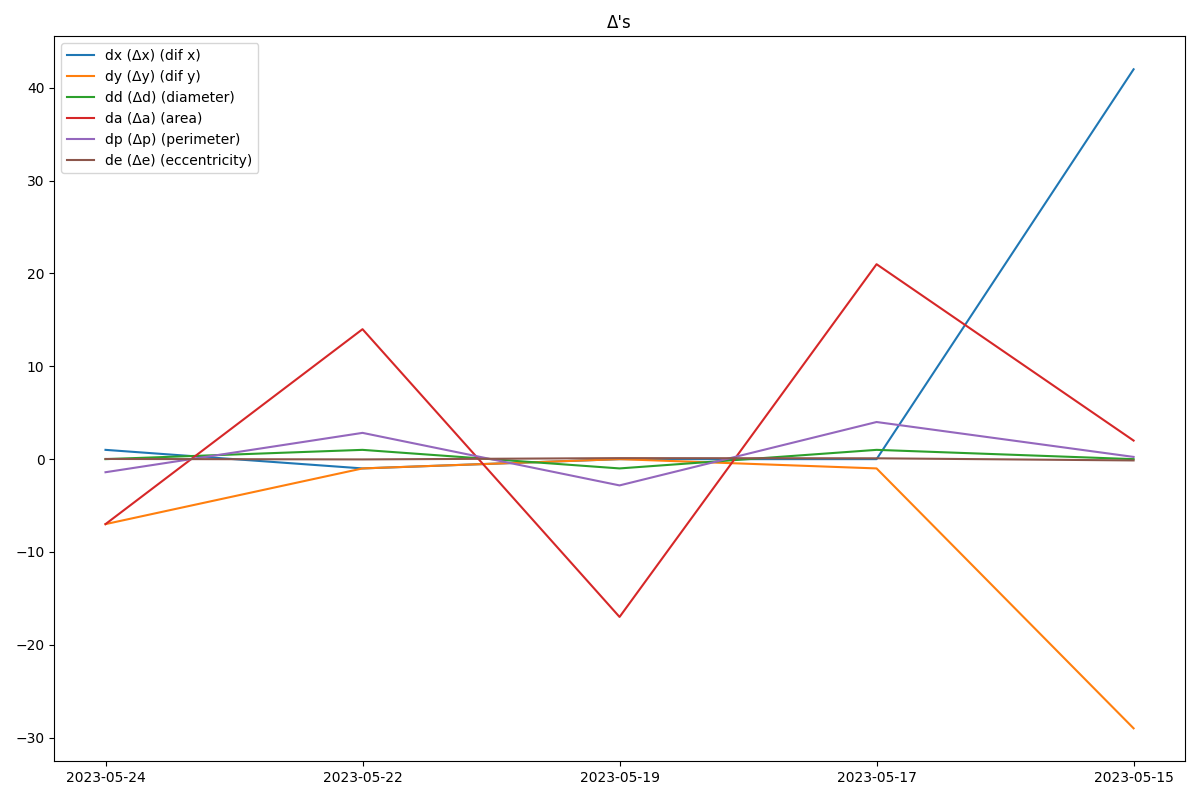 Δ's
dx (Δx) (dif x)
dy (Δy) (dif y)
dd (Δd) (diameter)
da (Δa) (area)
dp (Δp) (perimeter)
de (Δe) (eccentricity)
40
30
20
10
0
−10
−20
−30
2023-05-24 2023-05-22 2023-05-19 2023-05-17 2023-05-15